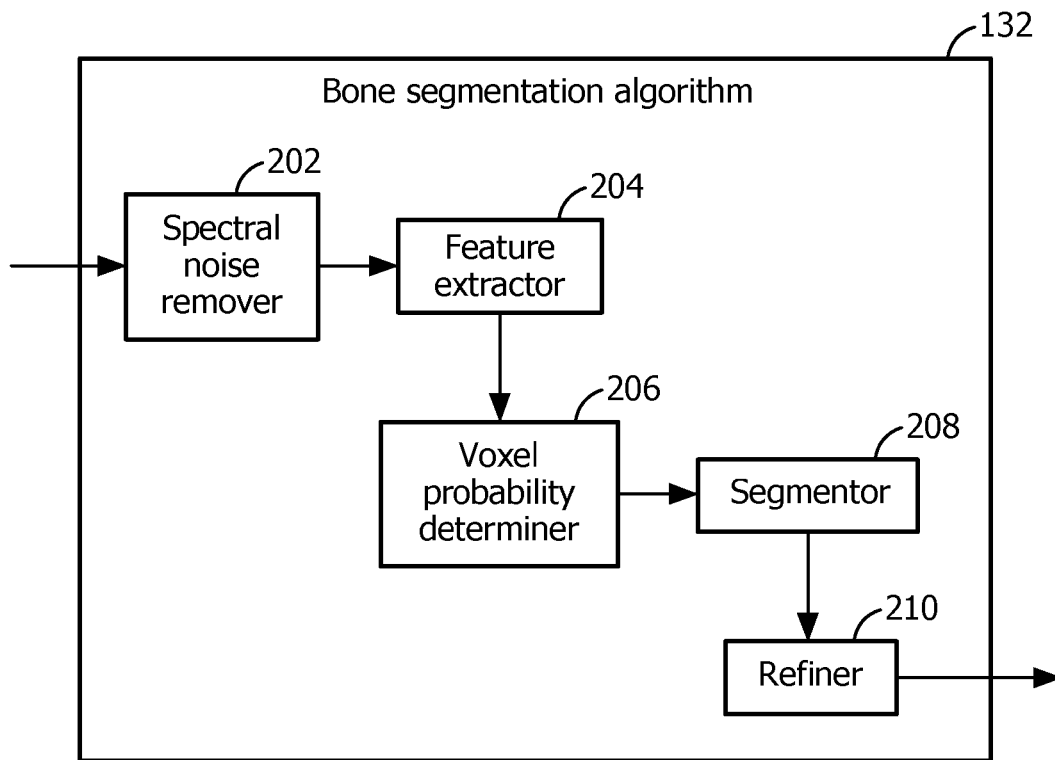 132
Bone segmentation algorithm
202
Spectral
noise
remover
204
Feature
extractor
206
Voxel
probability
determiner
208
Segmentor
210
Refiner